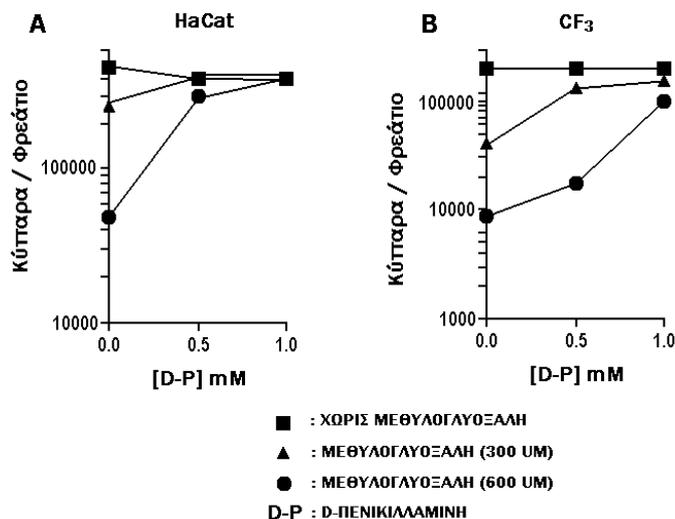 A
HaCat
Κύτταρα / Φρεάτιο
100000
10000
0.0 0.5 1.0
[D-P] mM
B
CF3
Κύτταρα / Φρεάτιο
100000
10000
1000
0.0 0.5 1.0
[D-P] mM
: ΧΩΡΙΣ ΜΕΘΥΛΟΓΛΥΟΞΑΛΗ
: ΜΕΘΥΛΟΓΛΥΟΞΑΛΗ (300 UM)
: ΜΕΘΥΛΟΓΛΥΟΞΑΛΗ (600 UM)
D-P : D-ΠΕΝΙΚΙΛΛΑΜΙΝΗ